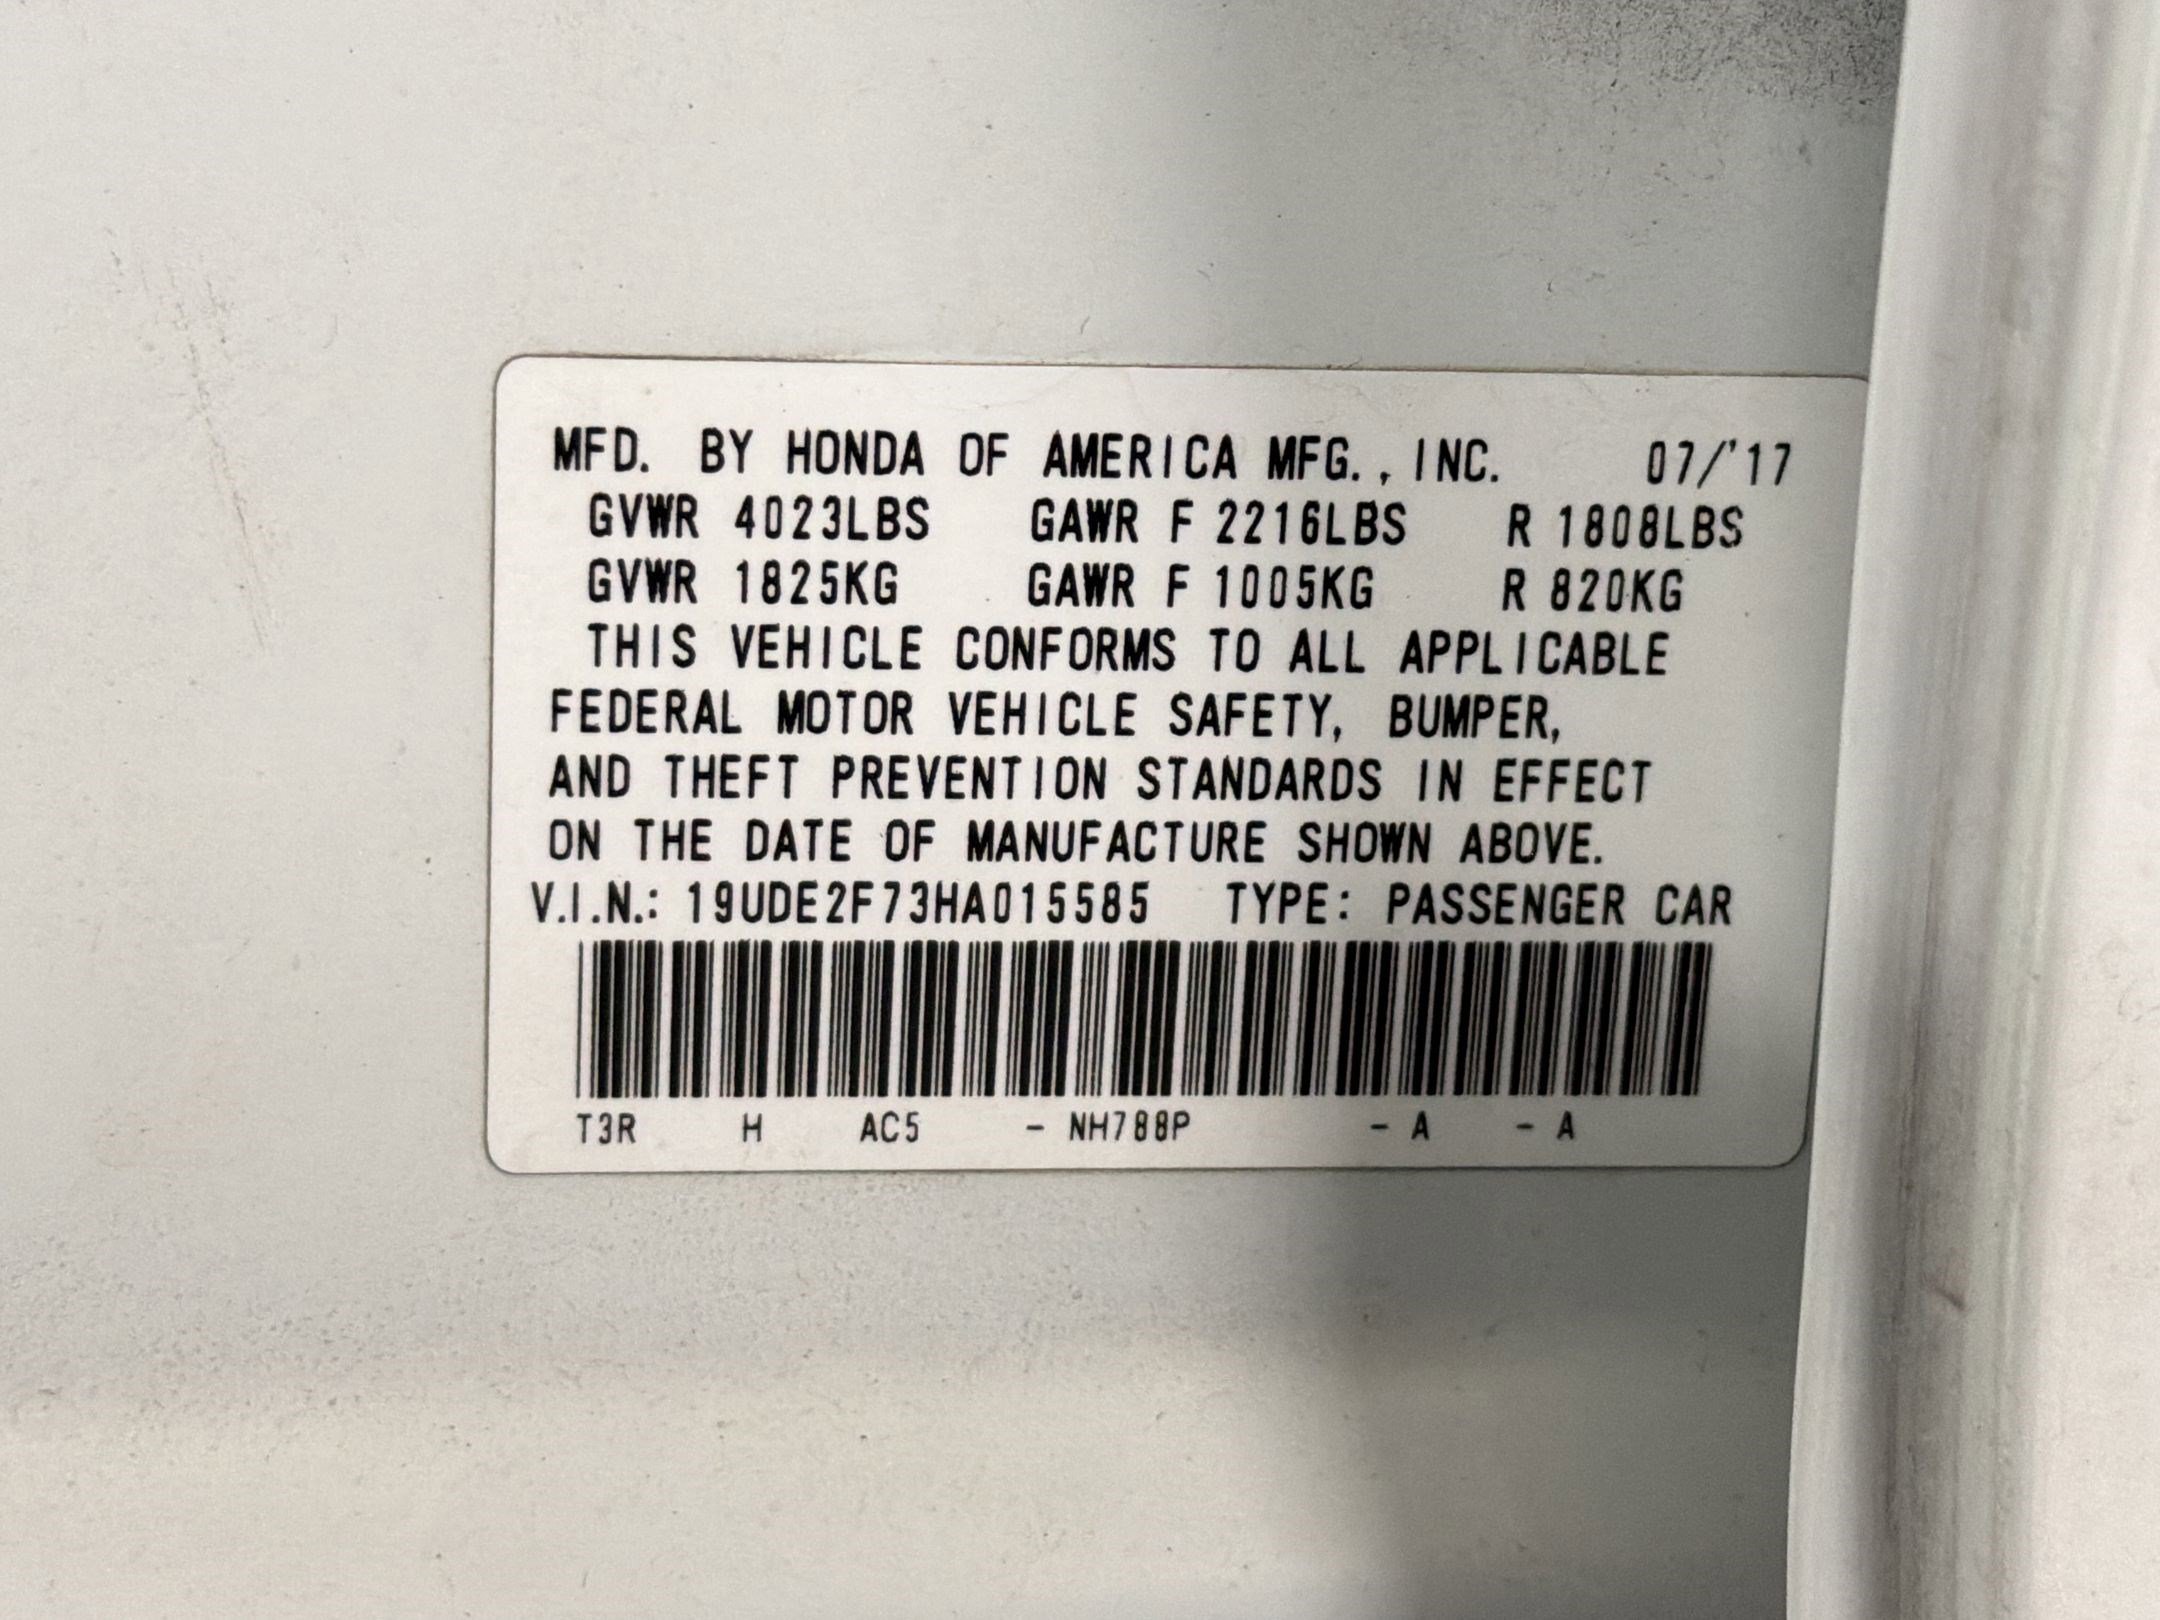 MFD. BY HONDA OF AMERICA MFG., INC. 07/'17
GVWR 4023LBS GAWR F 2216LBS R 1808LBS
GVWR 1825KG GAWR F 1005KG R 820KG
THIS VEHICLE CONFORMS TO ALL APPLICABLE
FEDERAL MOTOR VEHICLE SAFETY, BUMPER,
AND THEFT PREVENTION STANDARDS IN EFFECT
ON THE DATE OF MANUFACTURE SHOWN ABOVE.
V.I.N.: 19UDE2F73HA015585 TYPE: PASSENGER CAR
T3R H AC5 - NH788P - A - A